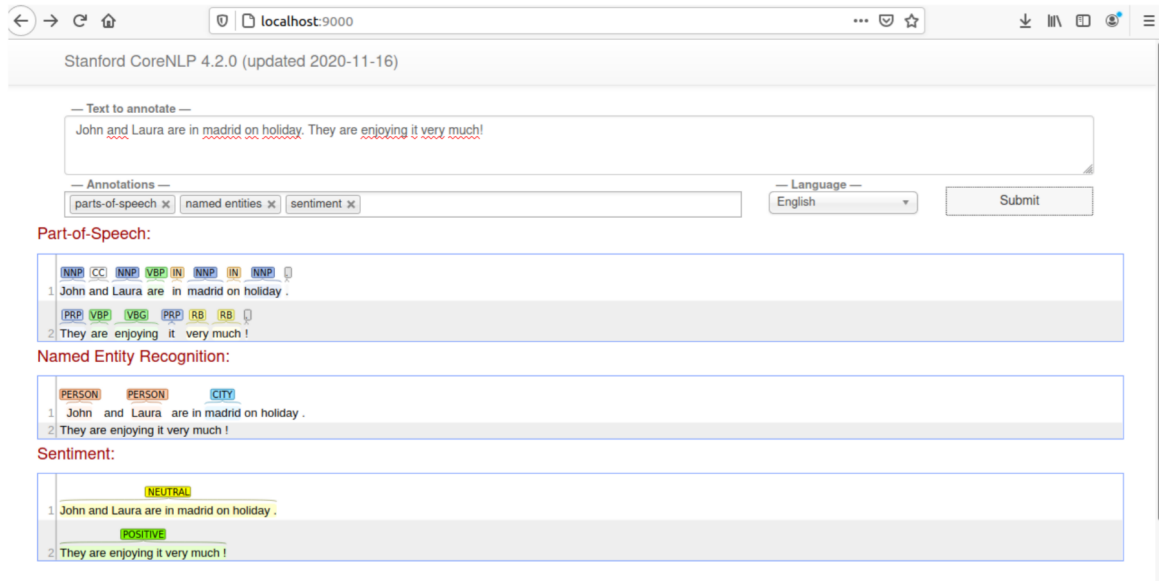 localhost:9000
Stanford CoreNLP 4.2.0 (updated 2020-11-16)
— Text to annotate —
John and Laura are in madrid on holiday. They are enjoying it very much!
— Annotations —
— Language —
parts-of-speech × named entities × sentiment ×
English
Submit
Part-of-Speech:
NNP CC NNP VBP IN NNP IN NNP .
1 John and Laura are in madrid on holiday .
PRP VBP VBG PRP RB RB .
2 They are enjoying it very much !
Named Entity Recognition:
PERSON PERSON CITY
1 John and Laura are in madrid on holiday .
2 They are enjoying it very much !
Sentiment:
NEUTRAL
1 John and Laura are in madrid on holiday .
POSITIVE
2 They are enjoying it very much !